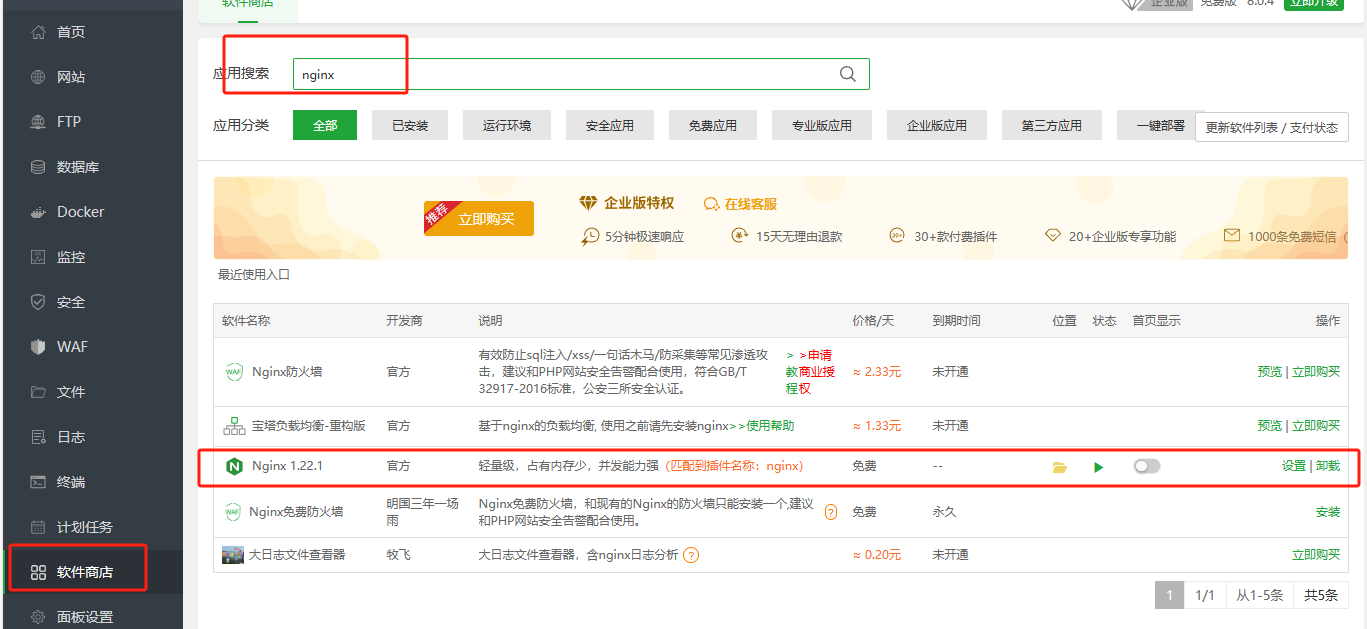 软件商店
企业版
免费版
8.0.4
立即升级
首页
网站
FTP
数据库
Docker
监控
安全
WAF
文件
日志
终端
计划任务
软件商店
面板设置
应用搜索
nginx
应用分类
全部
已安装
运行环境
安全应用
免费应用
专业版应用
企业版应用
第三方应用
一键部署
更新软件列表 / 支付状态
推荐
立即购买
企业版特权
在线客服
5分钟极速响应
15天无理由退款
30+款付费插件
20+企业版专享功能
1000条免费短信（
最近使用入口
软件名称
开发商
说明
价格/天
到期时间
位置
状态
首页显示
操作
Nginx防火墙
官方
有效防止sql注入/xss/一句话木马/防采集等常见渗透攻
击，建议和PHP网站安全告警配合使用，符合GB/T
32917-2016标准，公安三所安全认证。
> >申请
教商业授
程权
≈ 2.33元
未开通
预览 | 立即购买
宝塔负载均衡-重构版
官方
基于nginx的负载均衡, 使用之前请先安装nginx>>使用帮助
≈ 1.33元
未开通
预览 | 立即购买
Nginx 1.22.1
官方
轻量级，占有内存少，并发能力强（匹配到插件名称：nginx）
免费
--
设置 | 卸载
WAF
Nginx免费防火墙
明国三年一场
雨
Nginx免费防火墙，和现有的Nginx的防火墙只能安装一个,建议
和PHP网站安全告警配合使用。
?
免费
永久
安装
大日志文件查看器
牧飞
大日志文件查看器，含nginx日志分析
?
≈ 0.20元
未开通
立即购买
1
1/1
从1-5条
共5条